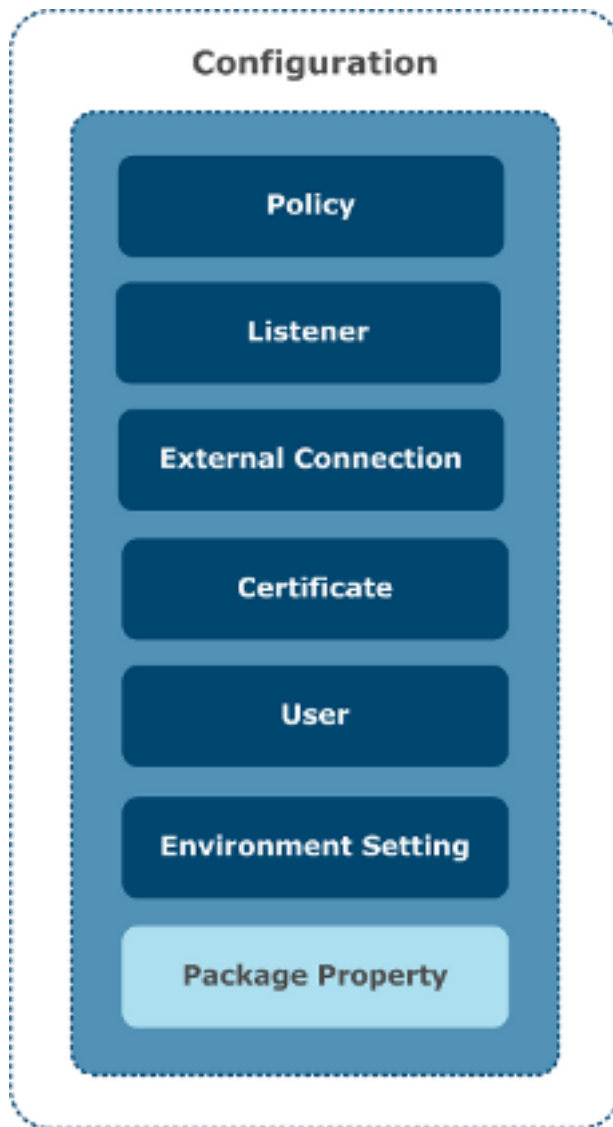 Configuration
Policy
Listener
External Connection
Certificate
User
Environment Setting
Package Property